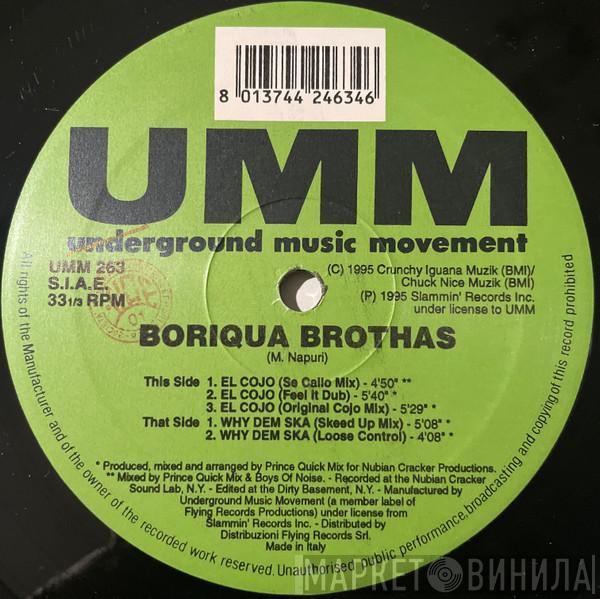 8 013744 246346
UMM
underground music movement
UMM 263
S.I.A.E.
33 1/3 RPM
(C) 1995 Crunchy Iguana Muzik (BMI)/
Chuck Nice Muzik (BMI)
(P) 1995 Slammin' Records Inc.
under license to UMM
BORIQUA BROTHAS
(M. Napuri)
This Side 1. EL COJO (Se Callo Mix) - 4'50" **
2. EL COJO (Feel It Dub) - 5'40" *
3. EL COJO (Original Cojo Mix) - 5'29" *
That Side 1. WHY DEM SKA (Skeed Up Mix) - 5'08" *
2. WHY DEM SKA (Loose Control) - 4'08" *
* Produced, mixed and arranged by Prince Quick Mix for Nubian Cracker Productions.
** Mixed by Prince Quick Mix & Boys Of Noise. - Recorded at the Nubian Cracker
Sound Lab, N.Y. - Edited at the Dirty Basement, N.Y. - Manufactured by
Underground Music Movement (a member label of
Flying Records Productions) under license from
Slammin' Records Inc. - Distributed by
Distribuzioni Flying Records Srl.
Made in Italy
All rights of the Manufacturer and of the owner of the recorded work reserved. Unauthorised public performance, broadcasting and copying of this record prohibited
МАРКЕТ ВИНИЛА